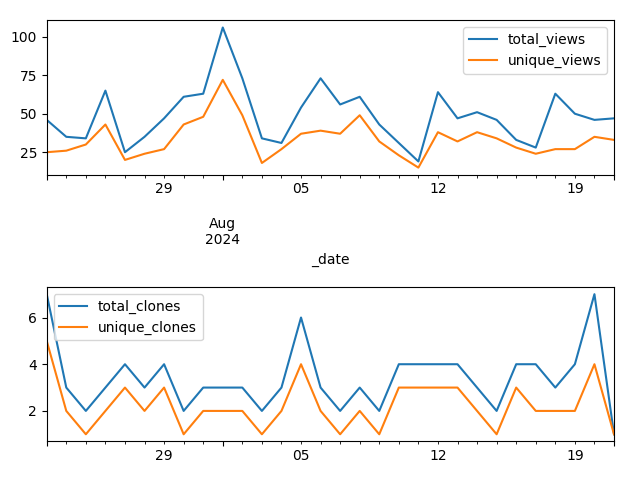 100
75
50
25
total_views
unique_views
29
05
12
19
Aug
2024
_date
6
4
2
total_clones
unique_clones
29
05
12
19